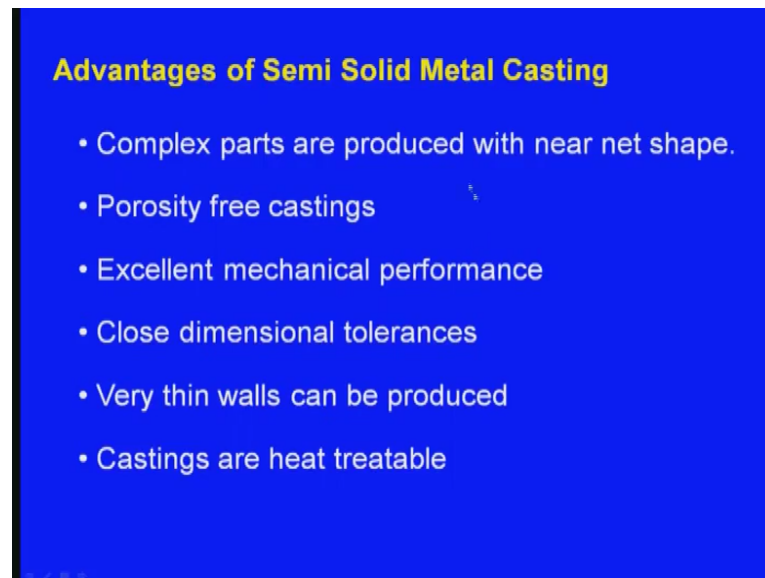 Advantages of Semi Solid Metal Casting
• Complex parts are produced with near net shape.
• Porosity free castings
• Excellent mechanical performance
• Close dimensional tolerances
• Very thin walls can be produced
• Castings are heat treatable